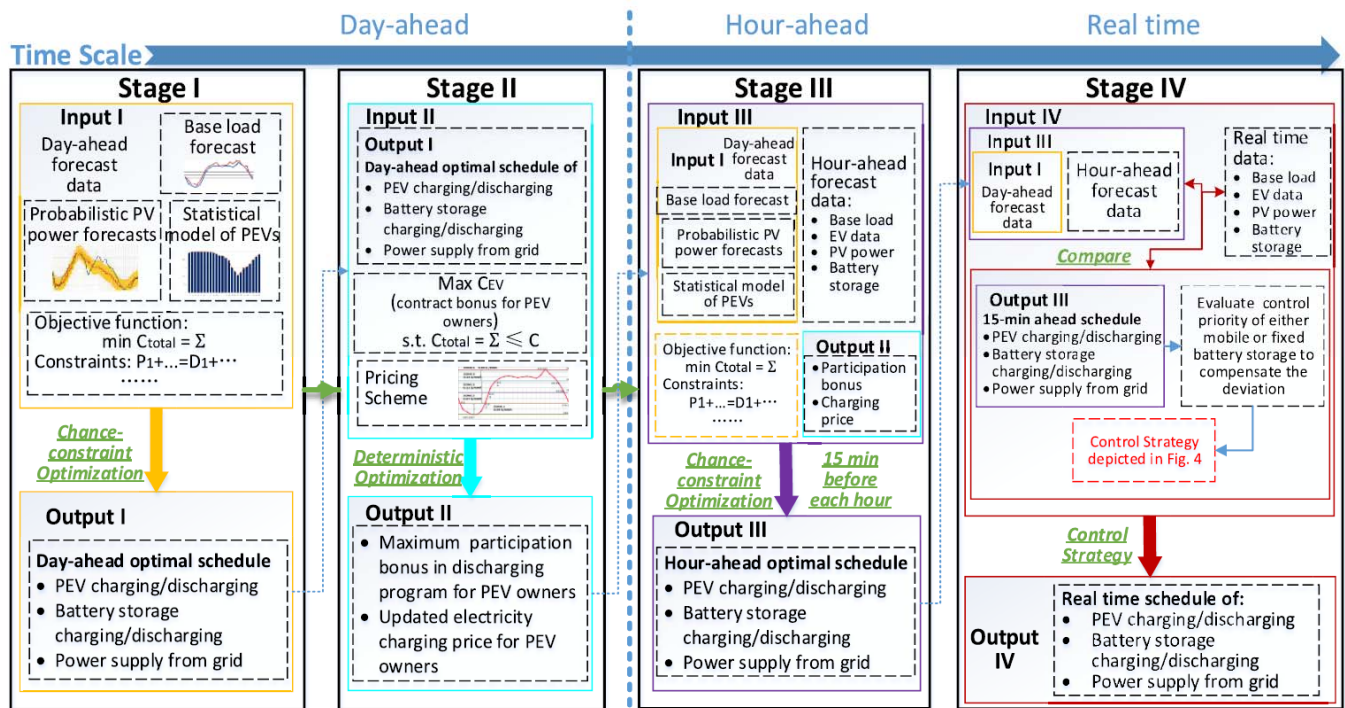 Day-ahead
Hour-ahead
Real time
Time Scale
Stage I
Input I
Day-ahead
forecast
data
Base load
forecast
Probabilistic PV
power forecasts
Statistical
model of PEVs
Objective function:
min Ctotal = Σ
Constraints: P1+...=D1+···
······
Chance-
constraint
Optimization
Output I
Day-ahead optimal schedule
• PEV charging/discharging
• Battery storage
charging/discharging
• Power supply from grid
Stage II
Input II
Output I
Day-ahead optimal schedule of
• PEV charging/discharging
• Battery storage
charging/discharging
• Power supply from grid
Max CEV
(contract bonus for PEV
owners)
s.t. Ctotal = Σ ⩽ C
Pricing
Scheme
Deterministic
Optimization
Output II
• Maximum participation
bonus in discharging
program for PEV owners
• Updated electricity
charging price for PEV
owners
Stage III
Input III
Input I
Day-ahead
forecast
data
Base load forecast
Probabilistic PV
power forecasts
Statistical model
of PEVs
Hour-ahead
forecast
data:
• Base load
• EV data
• PV power
• Battery
storage
Objective function:
min Ctotal = Σ
Constraints:
P1+...=D1+···
······
Output II
• Participation
bonus
• Charging
price
Chance-
constraint
Optimization
15 min
before
each hour
Output III
Hour-ahead optimal schedule
• PEV charging/discharging
• Battery storage
charging/discharging
• Power supply from grid
Stage IV
Input IV
Input III
Input I
Day-ahead
forecast
data
Hour-ahead
forecast
data
Real time
data:
• Base load
• EV data
• PV power
• Battery
storage
Compare
Output III
15-min ahead schedule
• PEV charging/discharging
• Battery storage
charging/discharging
• Power supply from grid
Evaluate control
priority of either
mobile or fixed
battery storage to
compensate the
deviation
Control Strategy
depicted in Fig. 4
Control
Strategy
Output
IV
Real time schedule of:
• PEV charging/discharging
• Battery storage
charging/discharging
• Power supply from grid